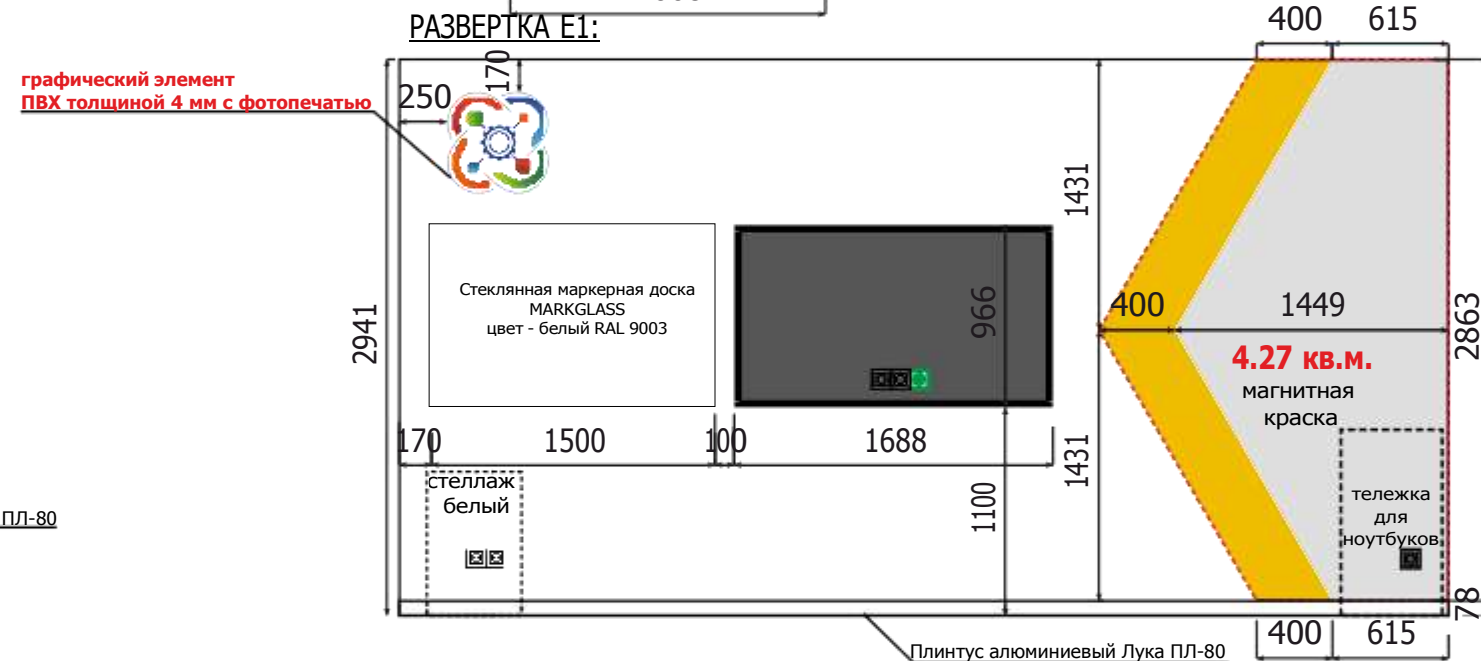 РАЗВЕРТКА Е1:
400
615
графический элемент
ПВХ толщиной 4 мм с фотопечатью
170
250
1431
2941
Стеклянная маркерная доска
MARKGLASS
цвет - белый RAL 9003
966
400
1449
2863
4.27 кв.м.
магнитная
краска
170
1500
100
1688
1431
1100
стеллаж
белый
тележка
для
ноутбуков
ПЛ-80
78
400
615
Плинтус алюминиевый Лука ПЛ-80